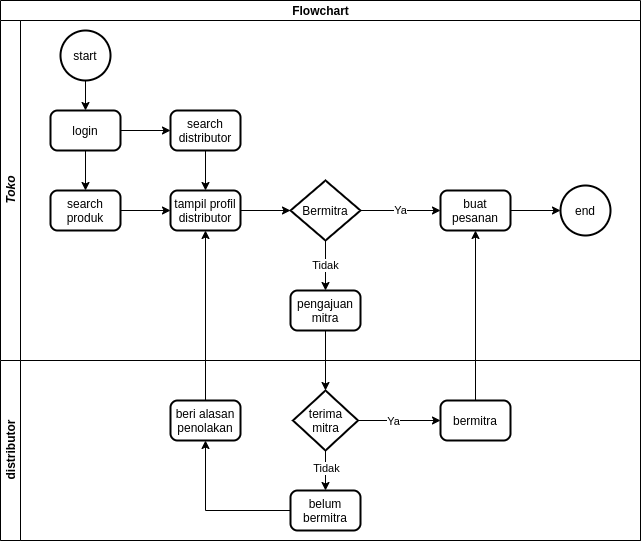 Flowchart
Toko
start
login
search
distributor
search
produk
tampil profil
distributor
Bermitra
Ya
buat
pesanan
end
Tidak
pengajuan
mitra
distributor
beri alasan
penolakan
terima
mitra
Ya
bermitra
Tidak
belum
bermitra